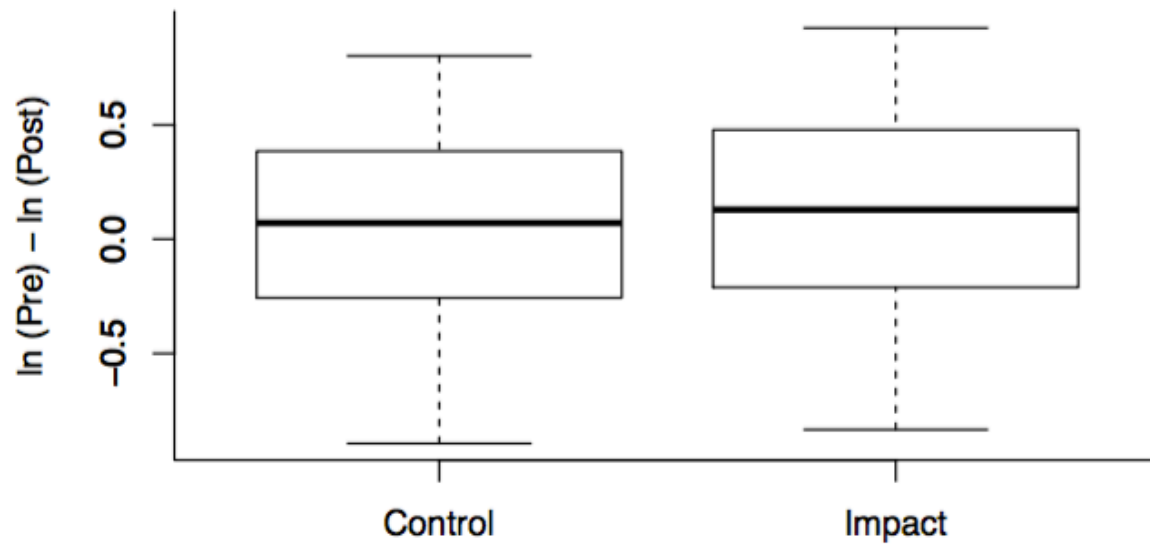 ln (Pre) − ln (Post)
0.5
0.0
−0.5
Control
Impact